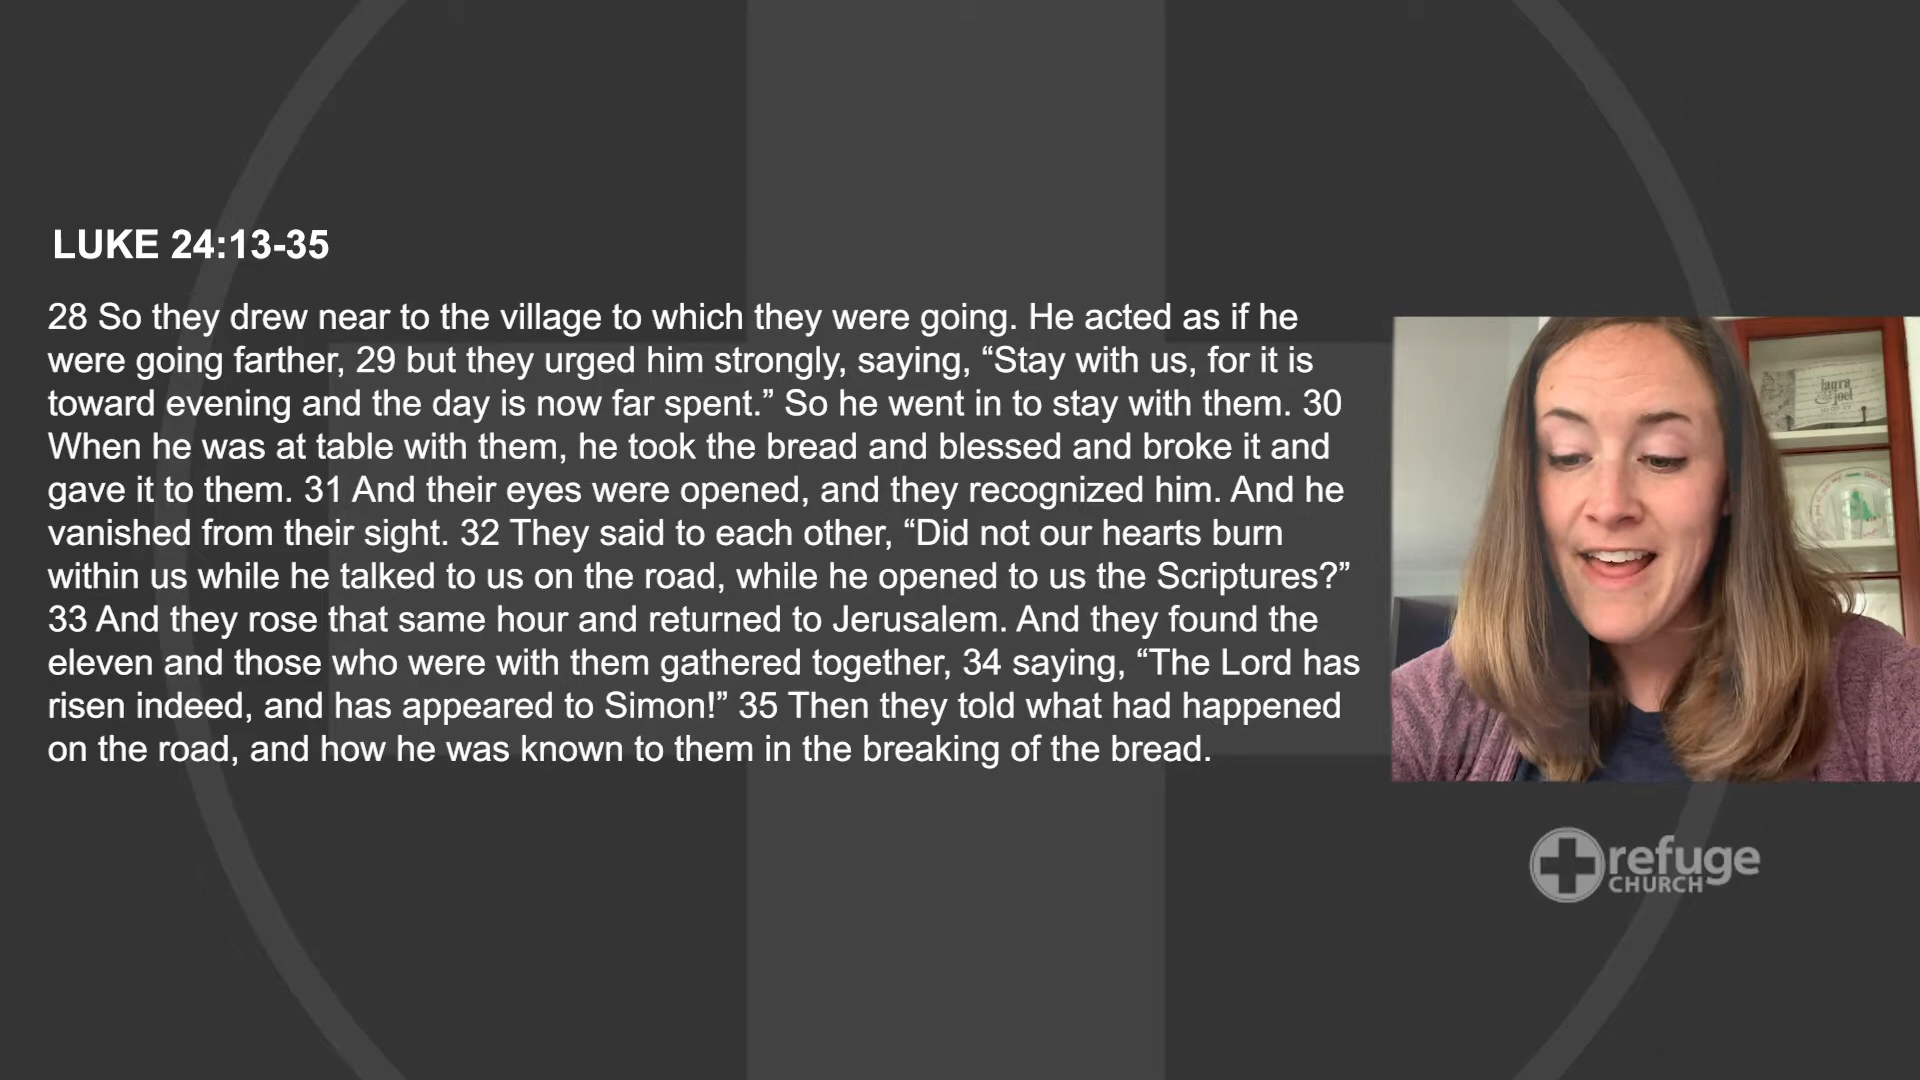 LUKE 24:13-35
28 So they drew near to the village to which they were going. He acted as if he
were going farther, 29 but they urged him strongly, saying, “Stay with us, for it is
toward evening and the day is now far spent.” So he went in to stay with them. 30
When he was at table with them, he took the bread and blessed and broke it and
gave it to them. 31 And their eyes were opened, and they recognized him. And he
vanished from their sight. 32 They said to each other, “Did not our hearts burn
within us while he talked to us on the road, while he opened to us the Scriptures?”
33 And they rose that same hour and returned to Jerusalem. And they found the
eleven and those who were with them gathered together, 34 saying, “The Lord has
risen indeed, and has appeared to Simon!” 35 Then they told what had happened
on the road, and how he was known to them in the breaking of the bread.
laura
& joel
refuge
CHURCH